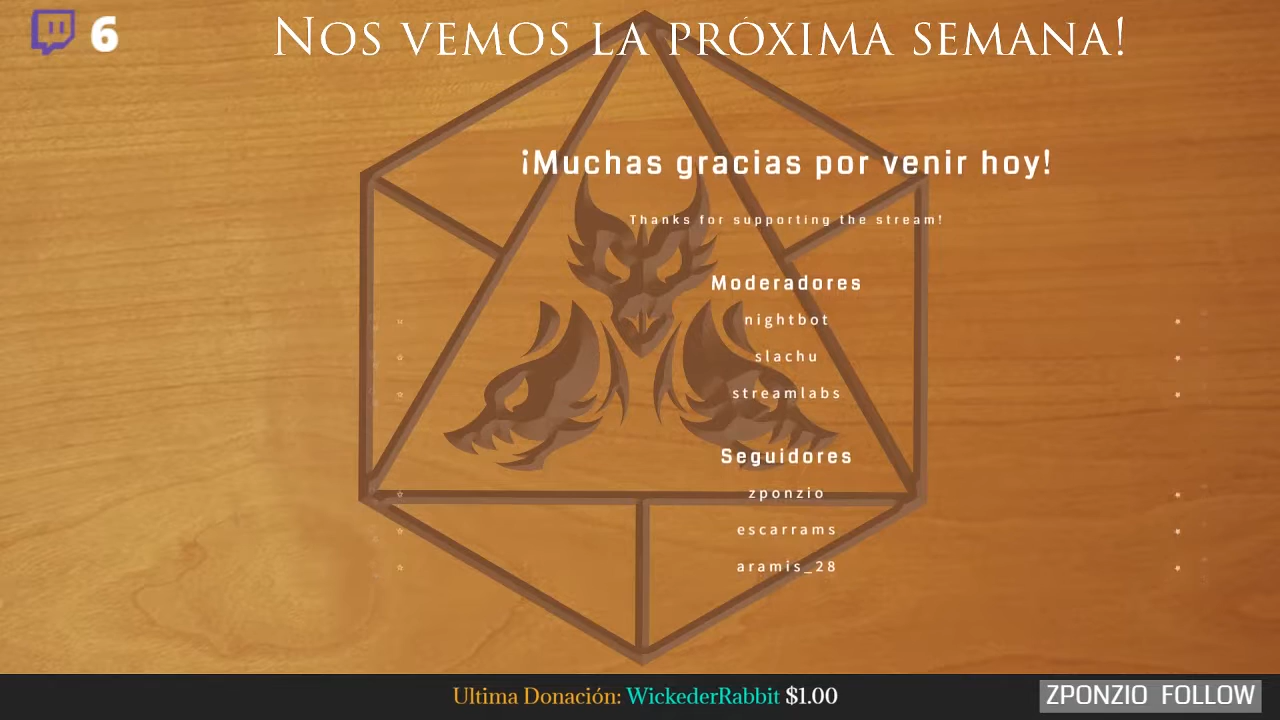 6
NOS VEMOS LA PRÓXIMA SEMANA!
¡Muchas gracias por venir hoy!
Thanks for supporting the stream!
Moderadores
nightbot
slachu
streamlabs
Seguidores
zponzio
escarrams
aramis_28
Ultima Donación: WickederRabbit $1.00
ZPONZIO FOLLOW